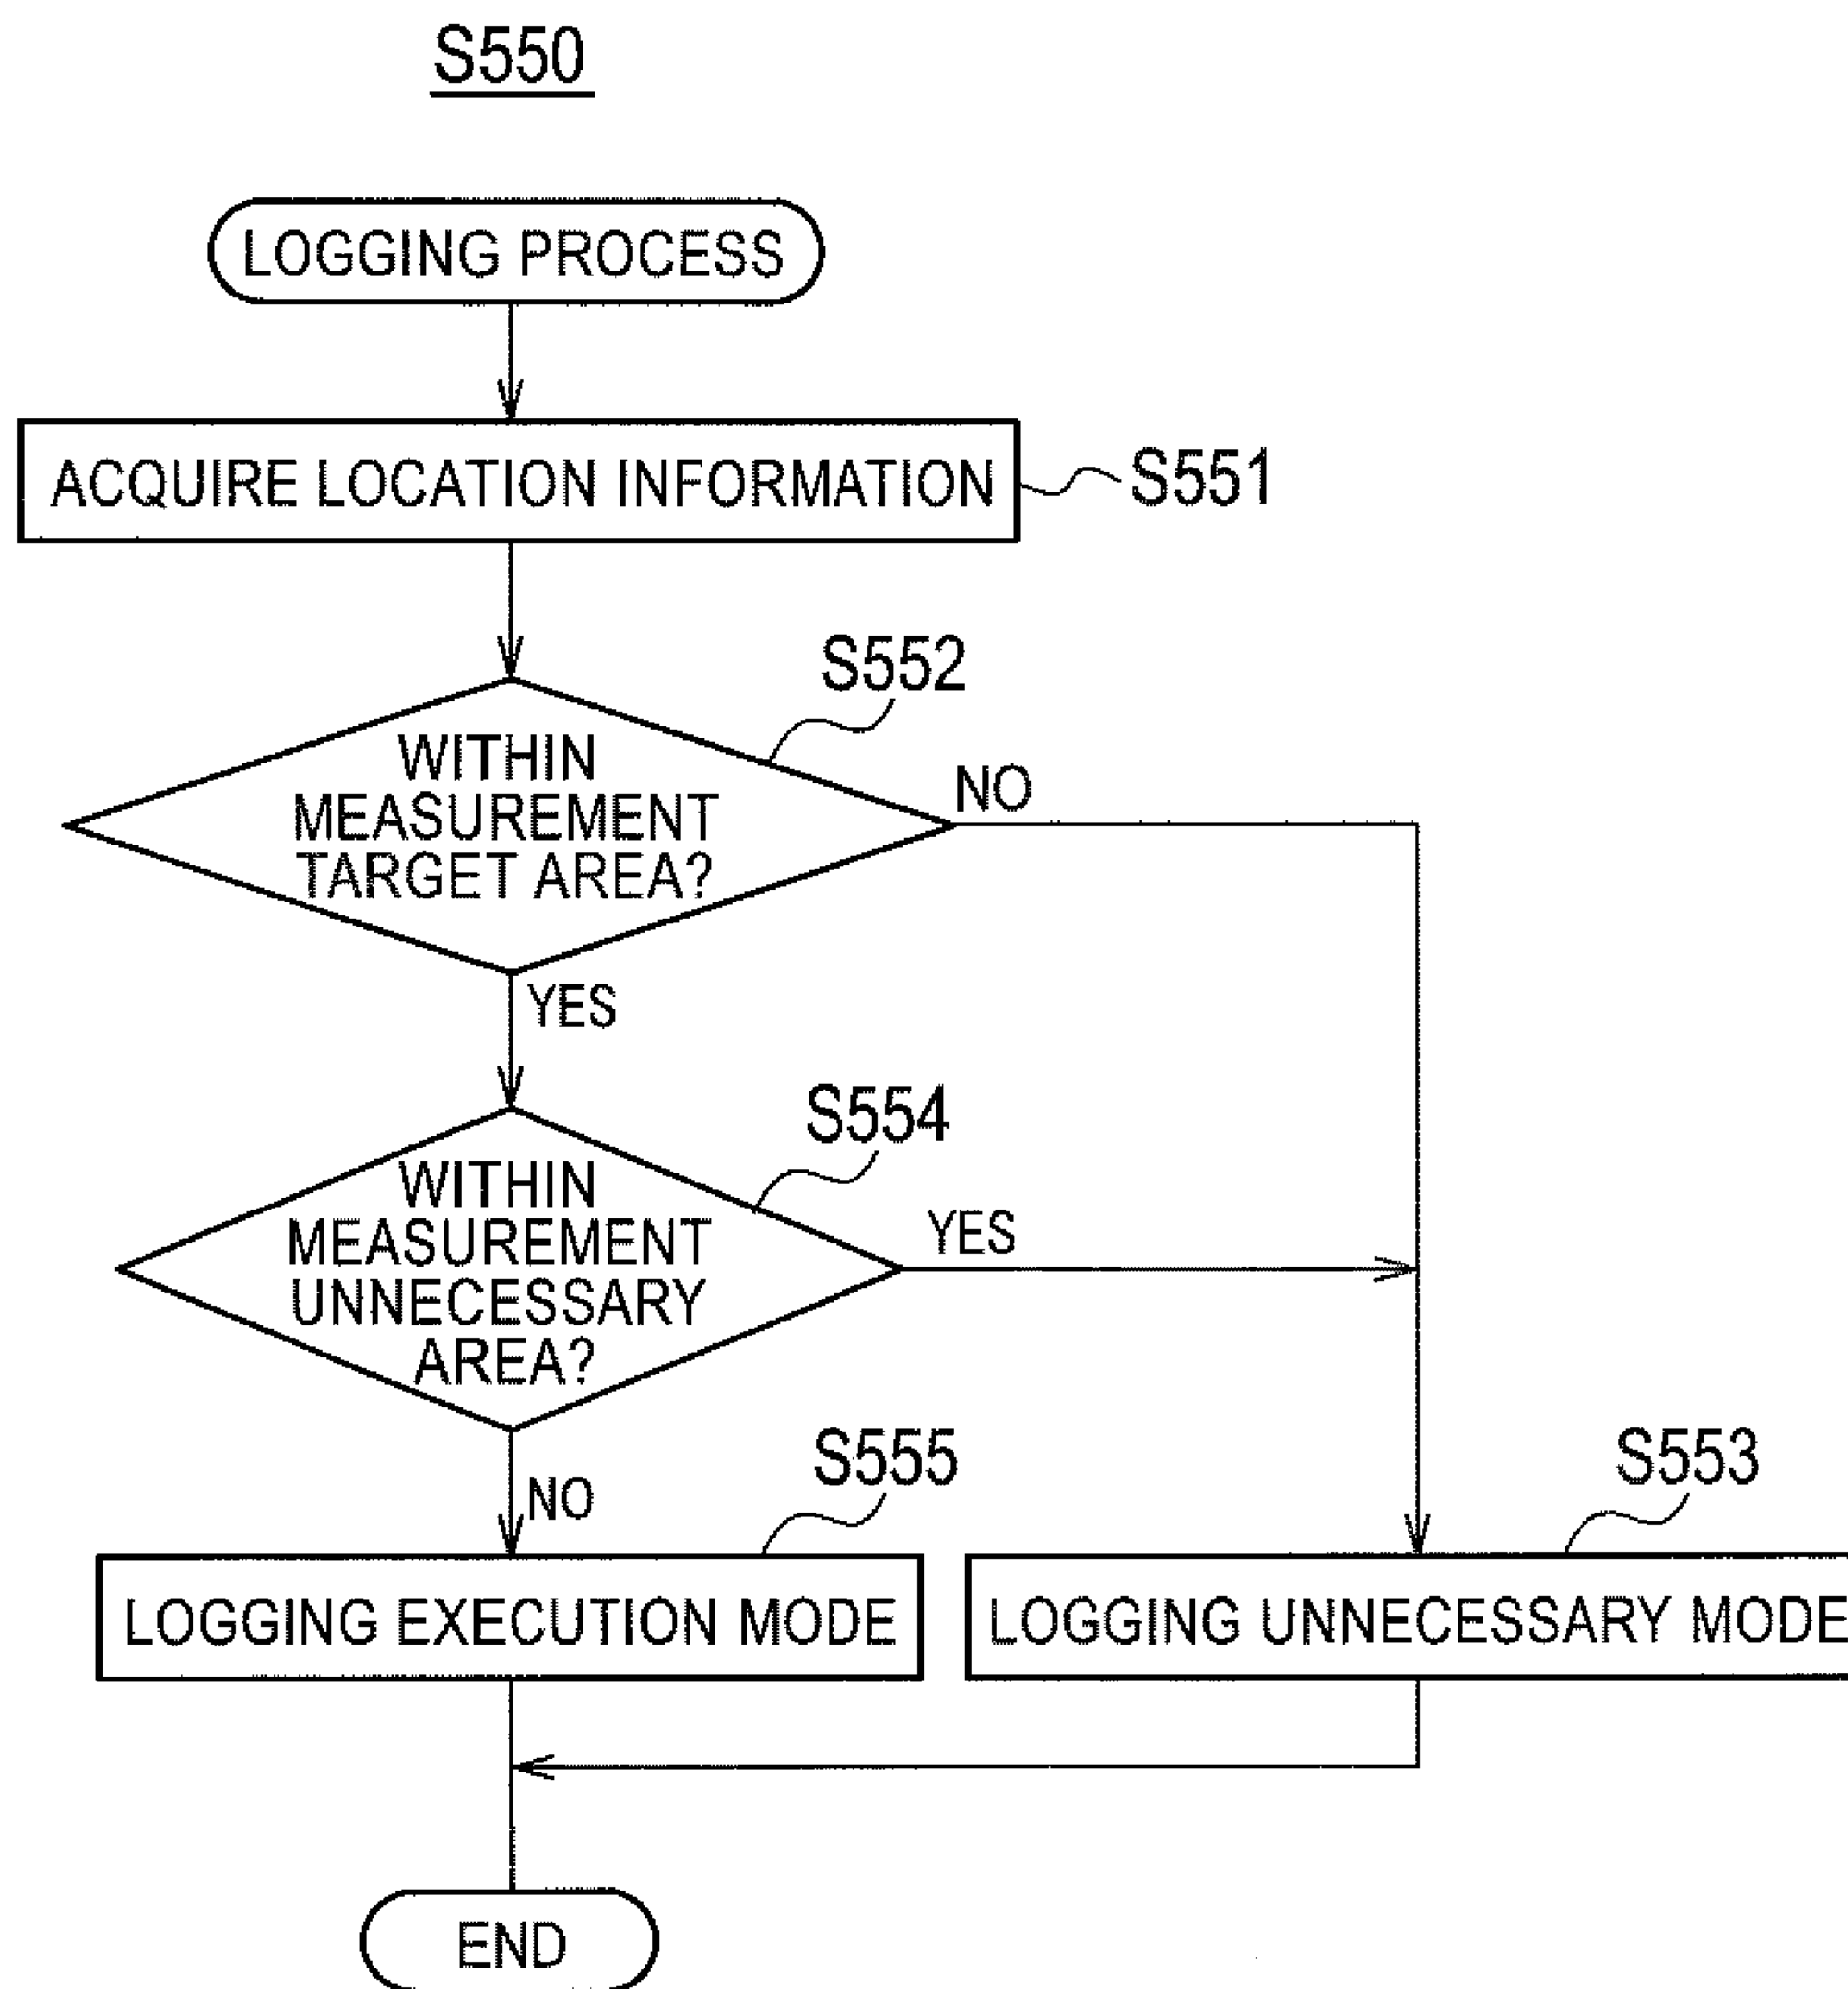 S550
LOGGING PROCESS
ACQUIRE LOCATION INFORMATION
S551
S552
WITHIN
MEASUREMENT
TARGET AREA?
NO
YES
S554
WITHIN
MEASUREMENT
UNNECESSARY
AREA?
YES
NO
S555
S553
LOGGING EXECUTION MODE
LOGGING UNNECESSARY MODE
END